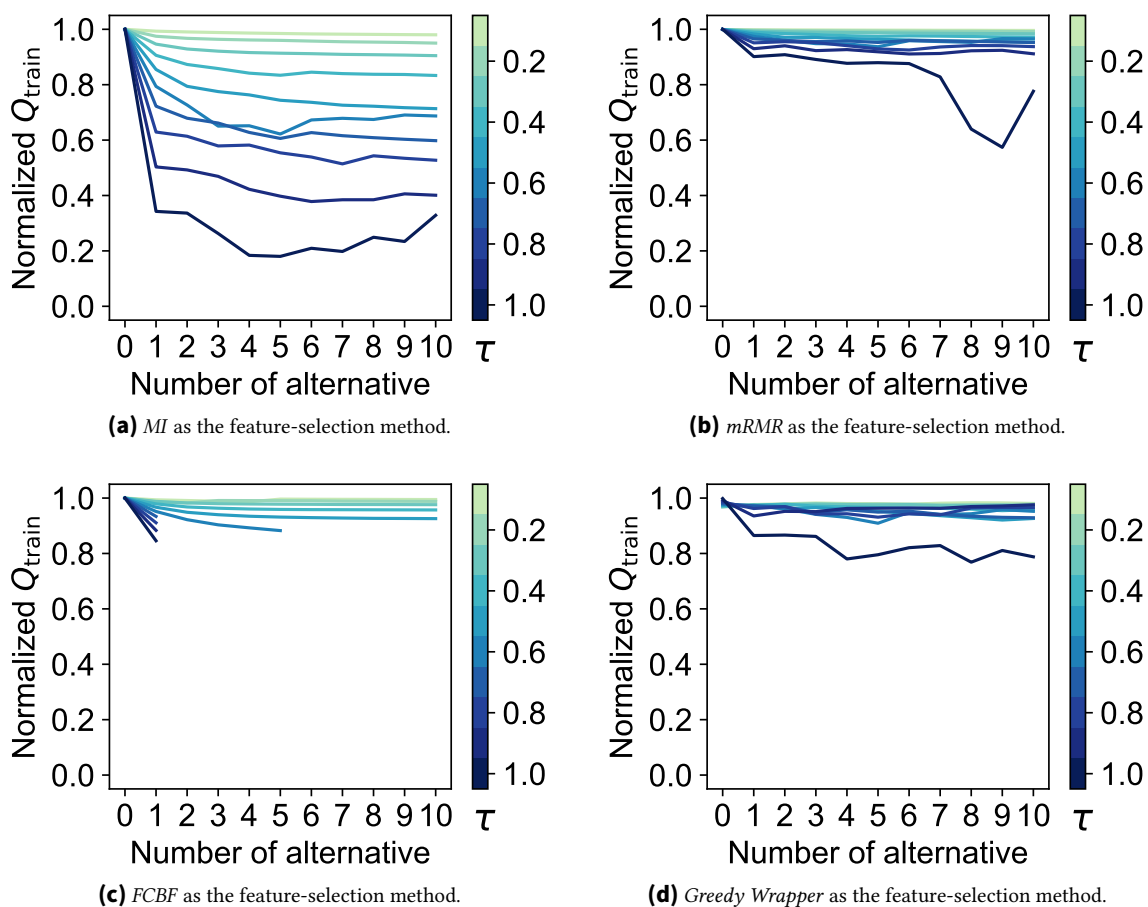 Normalized Qtrain
1.0
0.8
0.6
0.4
0.2
0.0
0 1 2 3 4 5 6 7 8 9 10
Number of alternative
0.2
0.4
0.6
0.8
1.0
τ
(a) MI as the feature-selection method.
Normalized Qtrain
1.0
0.8
0.6
0.4
0.2
0.0
0 1 2 3 4 5 6 7 8 9 10
Number of alternative
0.2
0.4
0.6
0.8
1.0
τ
(b) mRMR as the feature-selection method.
Normalized Qtrain
1.0
0.8
0.6
0.4
0.2
0.0
0 1 2 3 4 5 6 7 8 9 10
Number of alternative
0.2
0.4
0.6
0.8
1.0
τ
(c) FCBF as the feature-selection method.
Normalized Qtrain
1.0
0.8
0.6
0.4
0.2
0.0
0 1 2 3 4 5 6 7 8 9 10
Number of alternative
0.2
0.4
0.6
0.8
1.0
τ
(d) Greedy Wrapper as the feature-selection method.